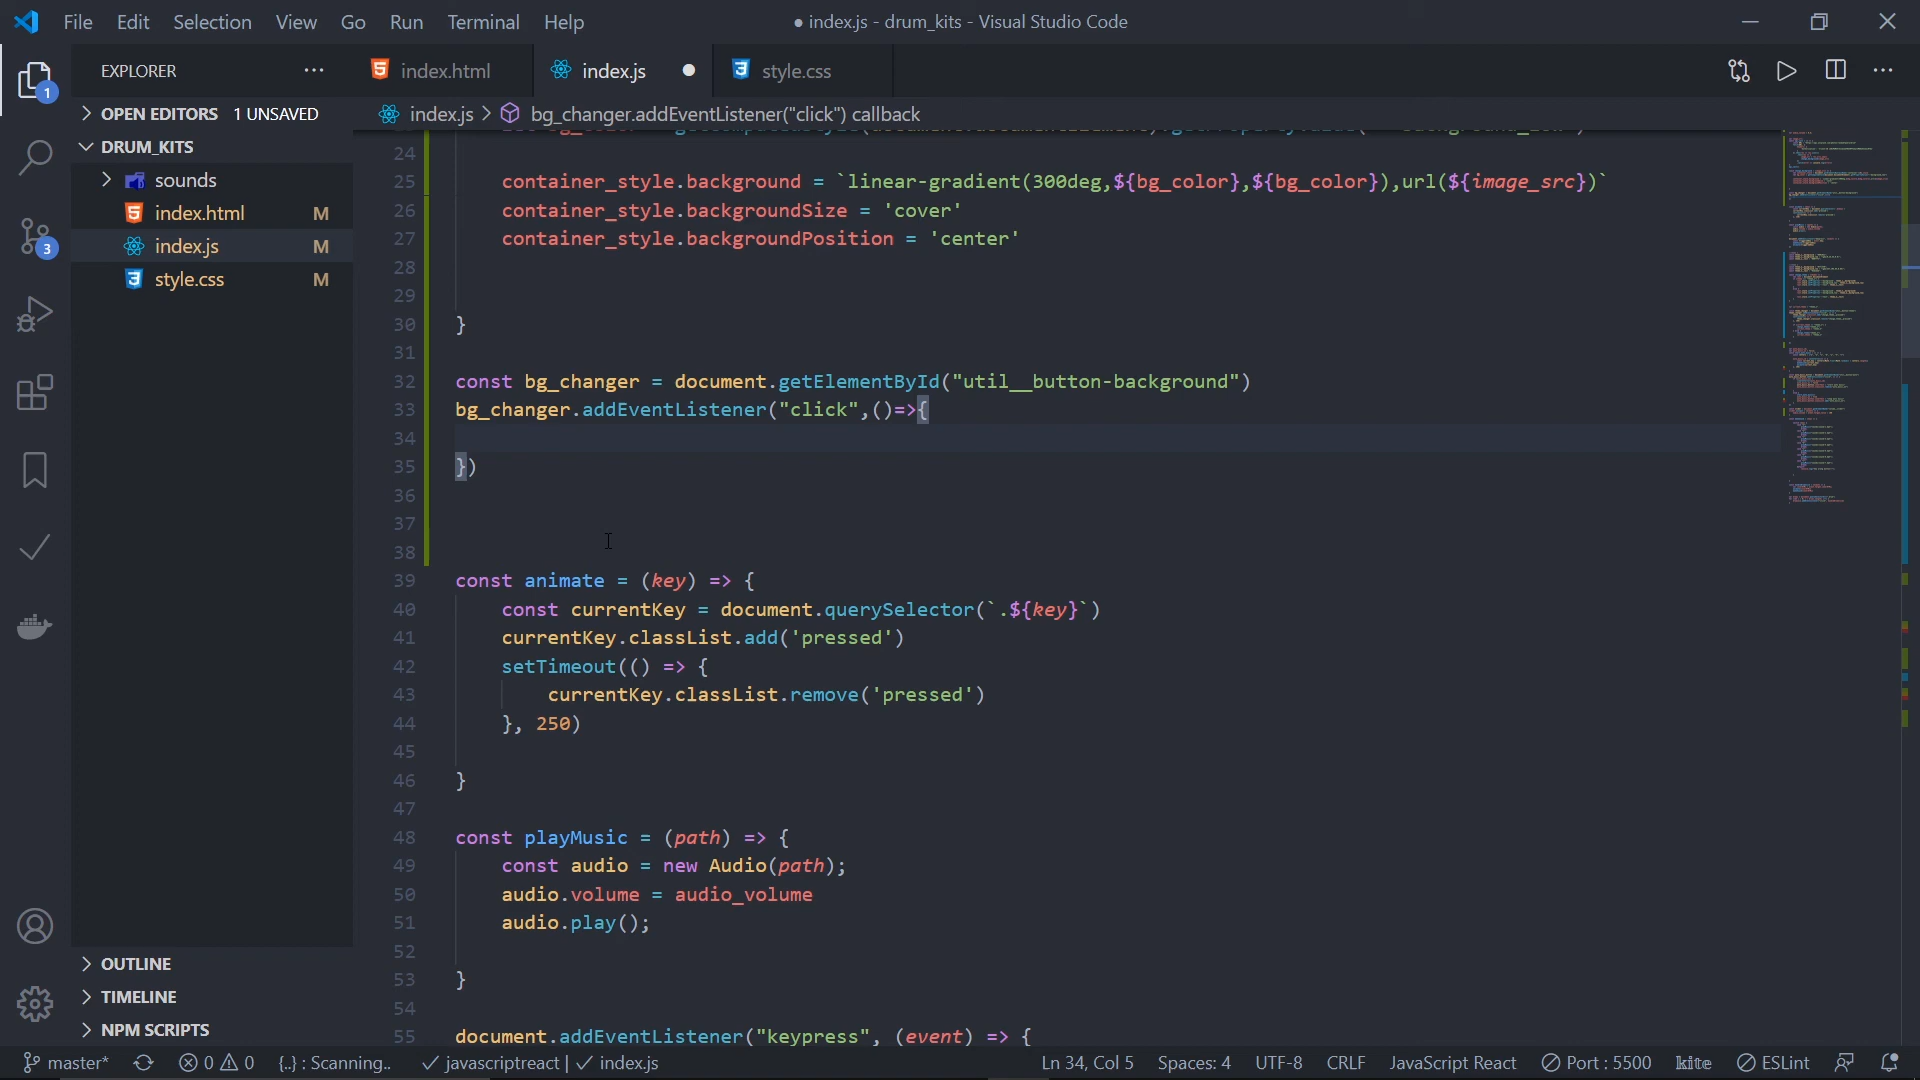 File Edit Selection View Go Run Terminal Help
● index.js - drum_kits - Visual Studio Code
EXPLORER
index.html
index.js
style.css
OPEN EDITORS 1 UNSAVED
index.js > bg_changer.addEventListener("click") callback
DRUM_KITS
sounds
index.html M
index.js M
style.css M
OUTLINE
TIMELINE
NPM SCRIPTS
1
3
24
25 container_style.background = `linear-gradient(300deg,${bg_color},${bg_color}),url(${image_src})`
26 container_style.backgroundSize = 'cover'
27 container_style.backgroundPosition = 'center'
28
29
30 }
31
32 const bg_changer = document.getElementById("util__button-background")
33 bg_changer.addEventListener("click",()=>{
34
35 })
36
37
38
39 const animate = (key) => {
40 const currentKey = document.querySelector(`.${key}`)
41 currentKey.classList.add('pressed')
42 setTimeout(() => {
43 currentKey.classList.remove('pressed')
44 }, 250)
45
46 }
47
48 const playMusic = (path) => {
49 const audio = new Audio(path);
50 audio.volume = audio_volume
51 audio.play();
52
53 }
54
55 document.addEventListener("keypress", (event) => {
master* 0 0 {..} : Scanning.. ✓ javascriptreact | ✓ index.js Ln 34, Col 5 Spaces: 4 UTF-8 CRLF JavaScript React Port : 5500 kite ESLint